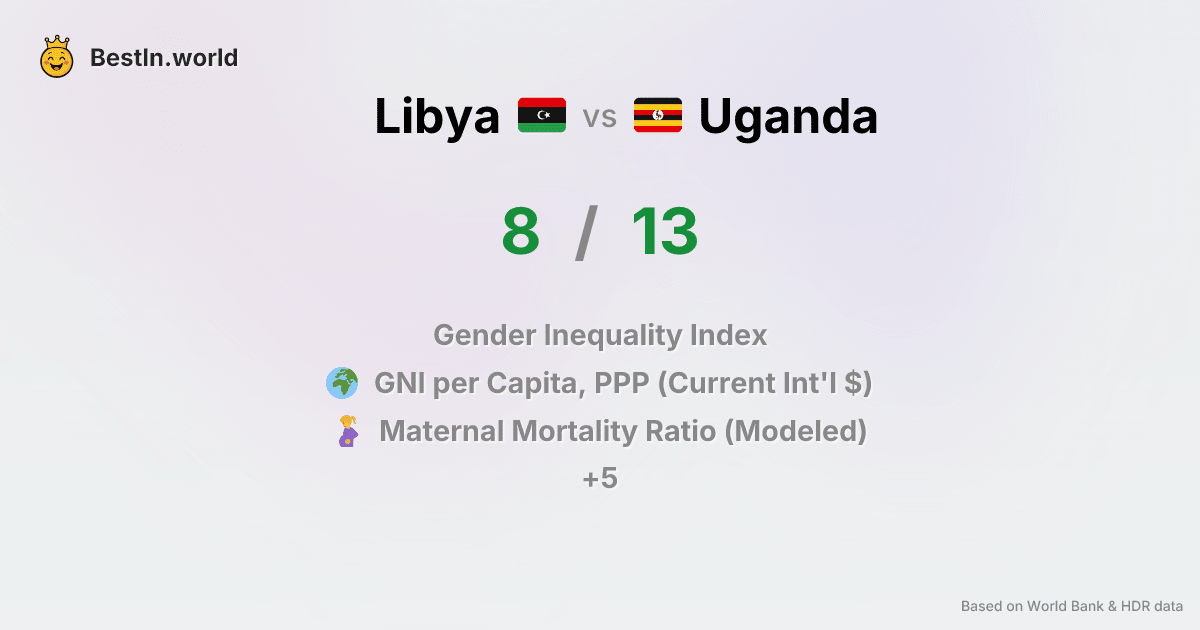 BestIn.world
Libya vs Uganda
8 / 13
Gender Inequality Index
GNI per Capita, PPP (Current Int'l $)
Maternal Mortality Ratio (Modeled)
+5
Based on World Bank & HDR data